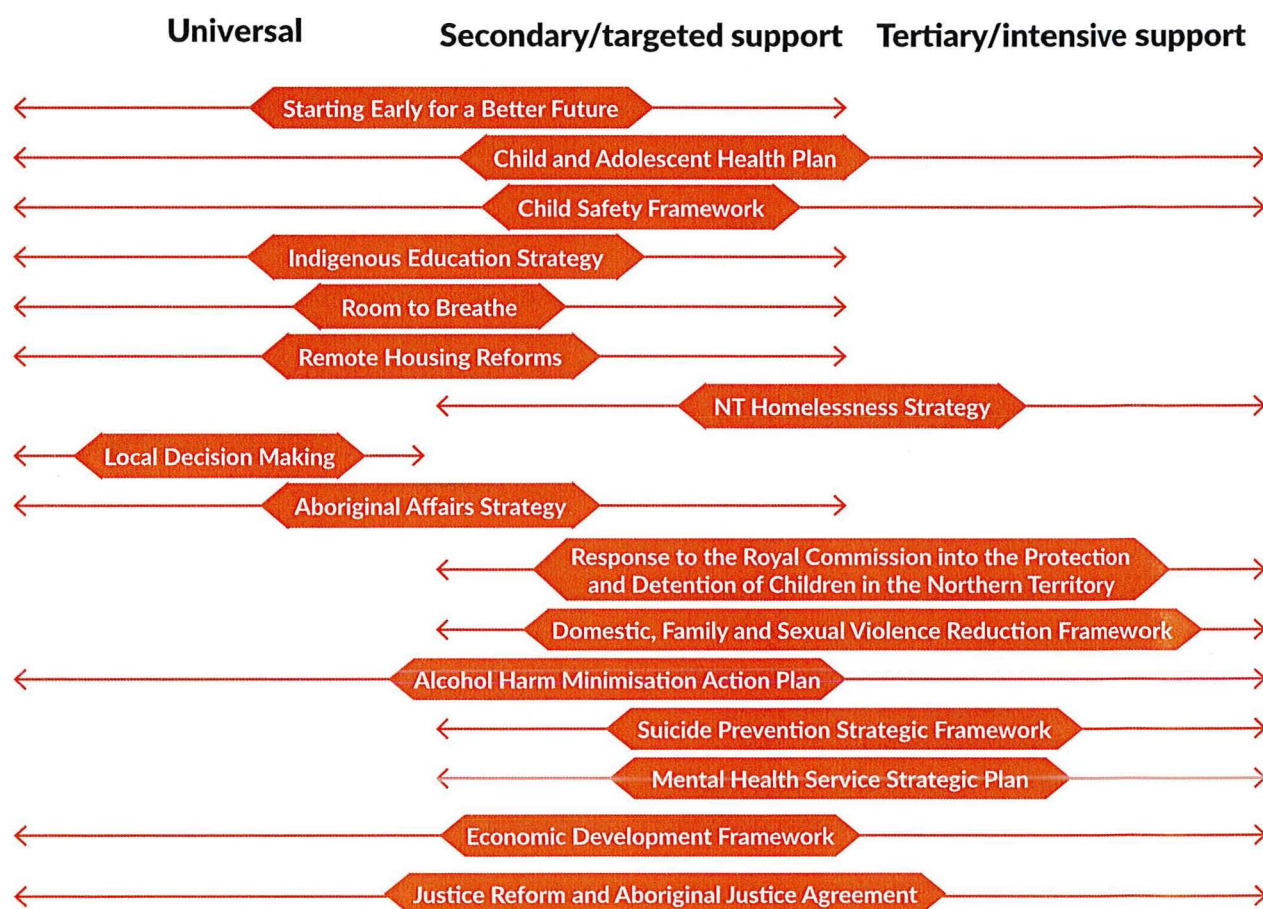 Universal
Secondary/targeted support
Tertiary/intensive support
Starting Early for a Better Future
Child and Adolescent Health Plan
Child Safety Framework
Indigenous Education Strategy
Room to Breathe
Remote Housing Reforms
NT Homelessness Strategy
Local Decision Making
Aboriginal Affairs Strategy
Response to the Royal Commission into the Protection
and Detention of Children in the Northern Territory
Domestic, Family and Sexual Violence Reduction Framework
Alcohol Harm Minimisation Action Plan
Suicide Prevention Strategic Framework
Mental Health Service Strategic Plan
Economic Development Framework
Justice Reform and Aboriginal Justice Agreement